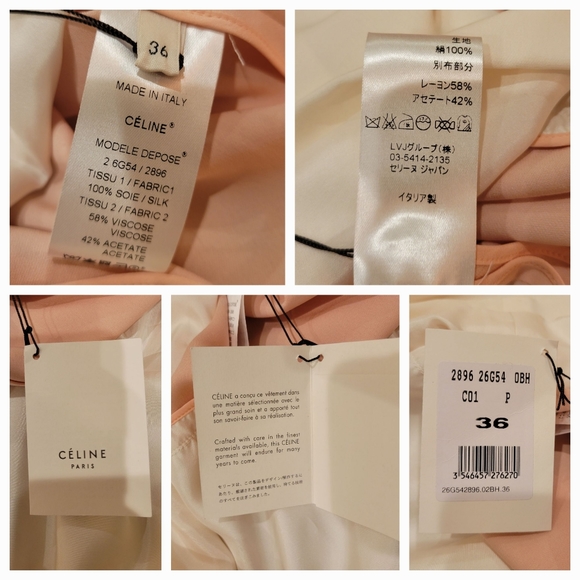 36
MADE IN ITALY
CÉLINE®
MODELE DEPOSE®
2.6G54 / 2896
TISSU 1 / FABRIC1
100% SOIE / SILK
TISSU 2 / FABRIC 2
58% VISCOSE
VISCOSE
42% ACETATE
ACETATE
生地
絹100%
別布部分
レーヨン58%
アセテート42%
LVJグループ(株)
03-5414-2135
セリーヌ ジャパン
イタリア製
CÉLINE
PARIS
CÉLINE a conçu ce vêtement dans
une matière sélectionnée avec le
plus grand soin et a apporté tout
son savoir-faire à sa réalisation.
Crafted with care in the finest
materials available, this CÉLINE
garment will endure for many
years to come.
2896 26G54 OBH
C01 P
36
3 546457 276270
26G542896.02BH.36